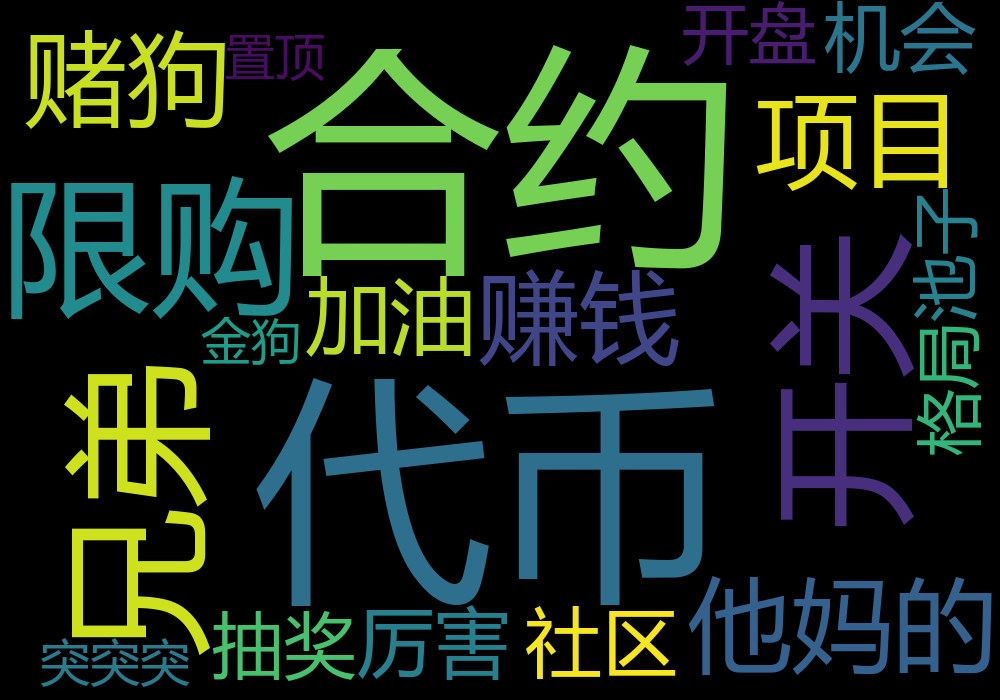 赌狗
置顶
合约
开盘
机会
项目
限购
池子
开关
加油
赚钱
金狗
格局
兄弟
代币
抽奖
厉害
社区
他妈的
突突突